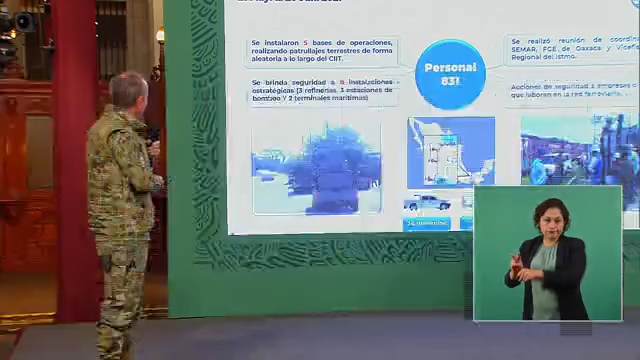 Se instalaron 5 bases de operaciones,
realizando patrullajes terrestres de forma
aleatoria a lo largo del CIIT.
Se brinda seguridad a 8 instalaciones
estratégicas (3 refinerías, 3 estaciones de
bombeo Y 2 terminales marítimas)
Personal
831
Se realizó reunión de coordin
SEMAR, FGE de Oaxaca y Vicefis
Regional del Istmo.
Acciones de seguridad a empresas
que laboran en la red ferroviaria.